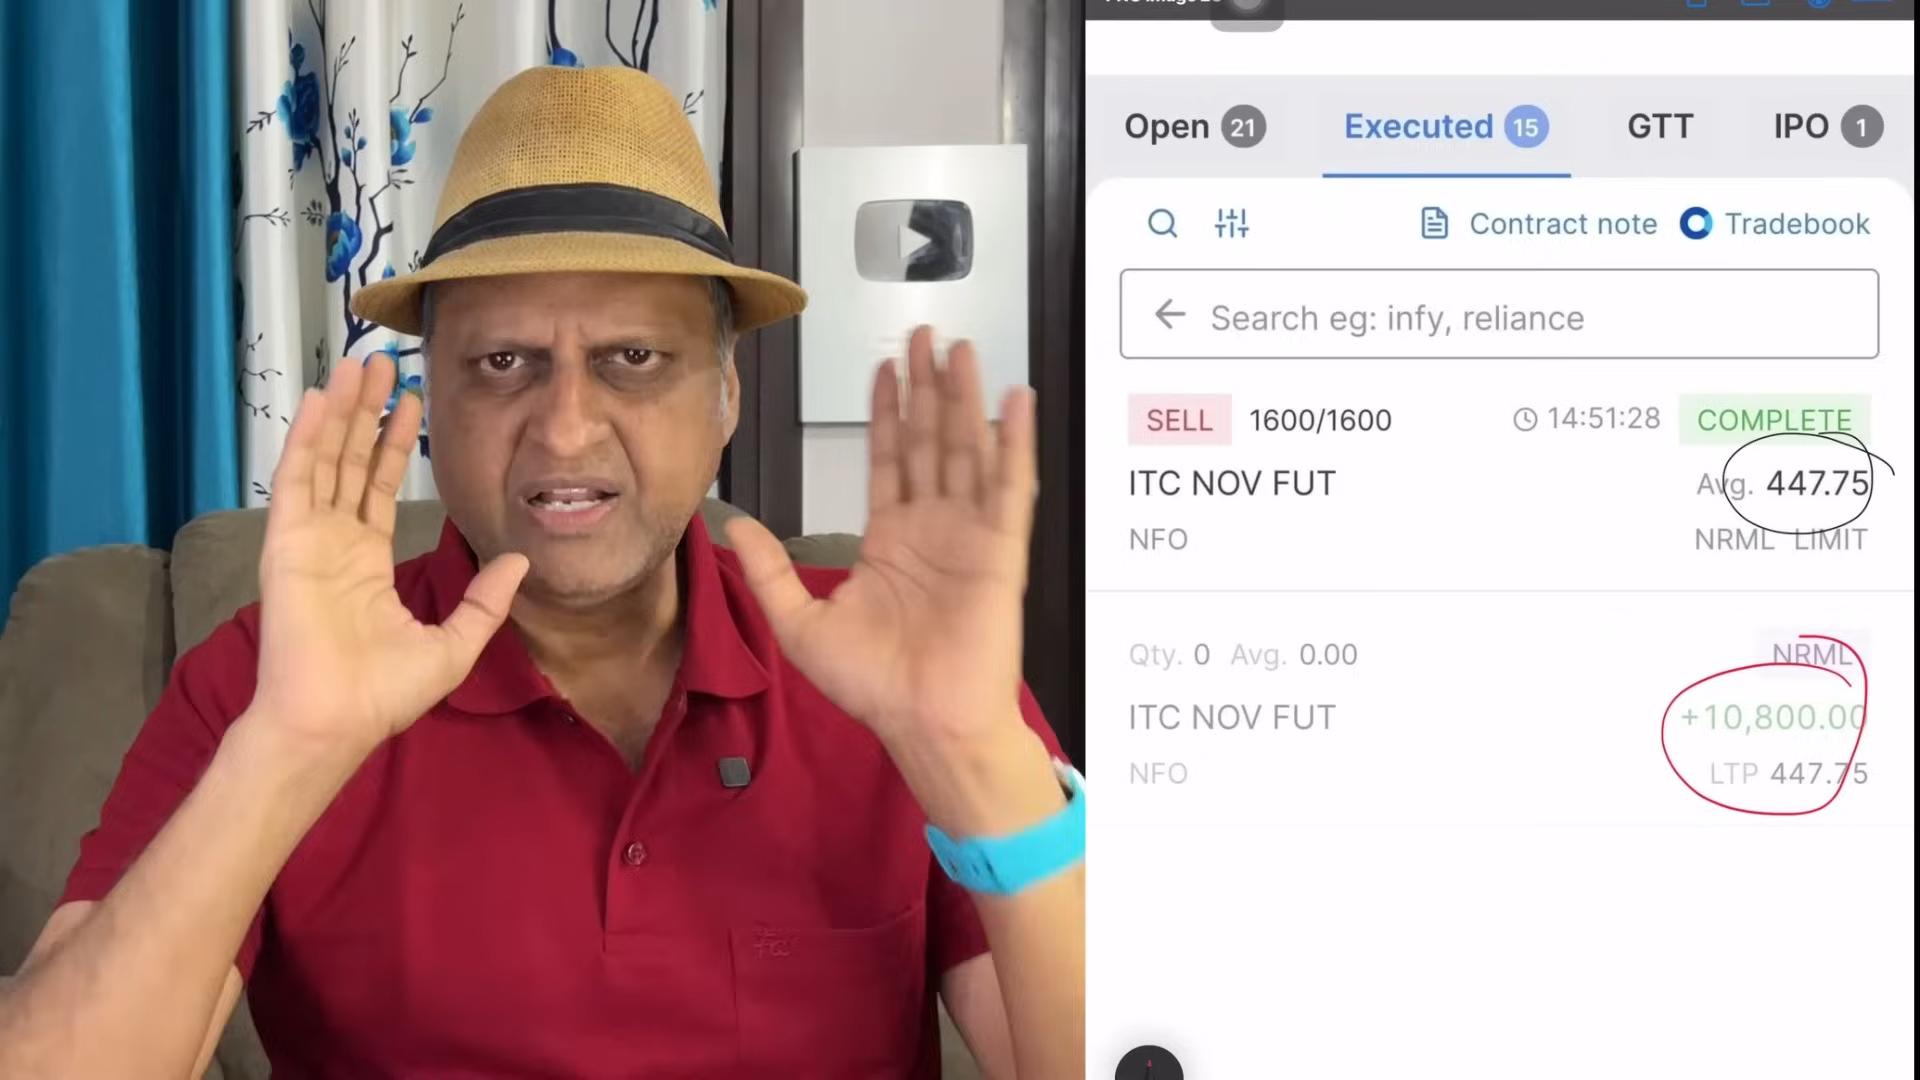 Open 21 Executed 15 GTT IPO 1
Contract note Tradebook
Search eg: infy, reliance
SELL 1600/1600 14:51:28 COMPLETE
ITC NOV FUT Avg. 447.75
NFO NRML LIMIT
Qty. 0 Avg. 0.00 NRML
ITC NOV FUT +10,800.00
NFO LTP 447.75